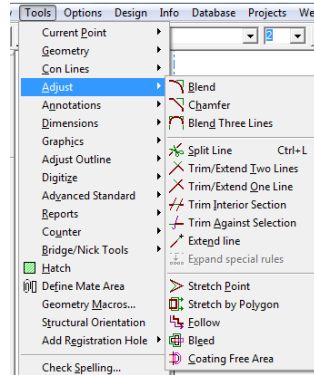 Tools Options Design Info Database Projects We
Current Point
Geometry
Con Lines
Adjust
Annotations
Dimensions
Graphics
Adjust Outline
Digitize
Advanced Standard
Reports
Counter
Bridge/Nick Tools
Hatch
Define Mate Area
Geometry Macros...
Structural Orientation
Add Registration Hole
Check Spelling...
2
Blend
Chamfer
Blend Three Lines
Split Line Ctrl+L
Trim/Extend Two Lines
Trim/Extend One Line
Trim Interior Section
Trim Against Selection
Extend line
Expand special rules
Stretch Point
Stretch by Polygon
Follow
Bleed
Coating Free Area